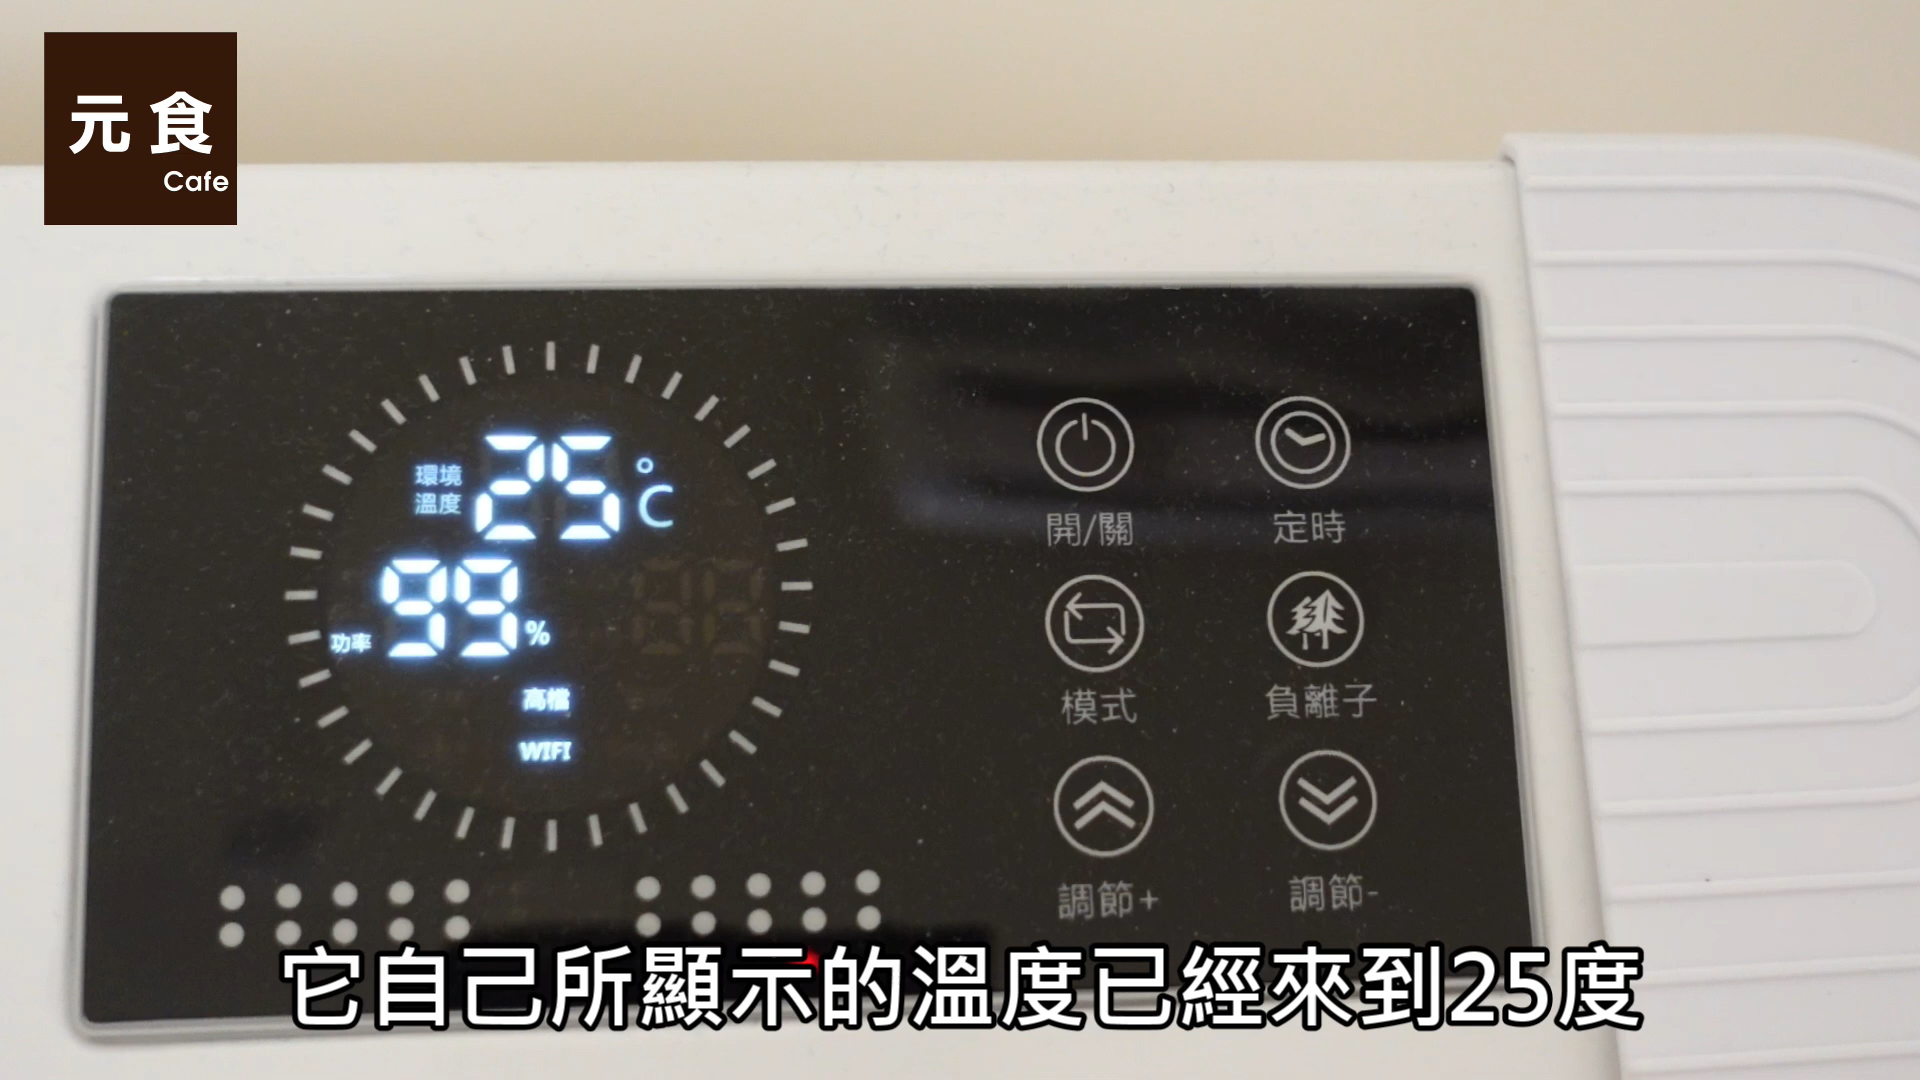 元食
Cafe
環境
溫度
25°C
功率
99%
高檔
WIFI
開/關
定時
模式
負離子
調節+
調節-
它自己所顯示的溫度已經來到25度